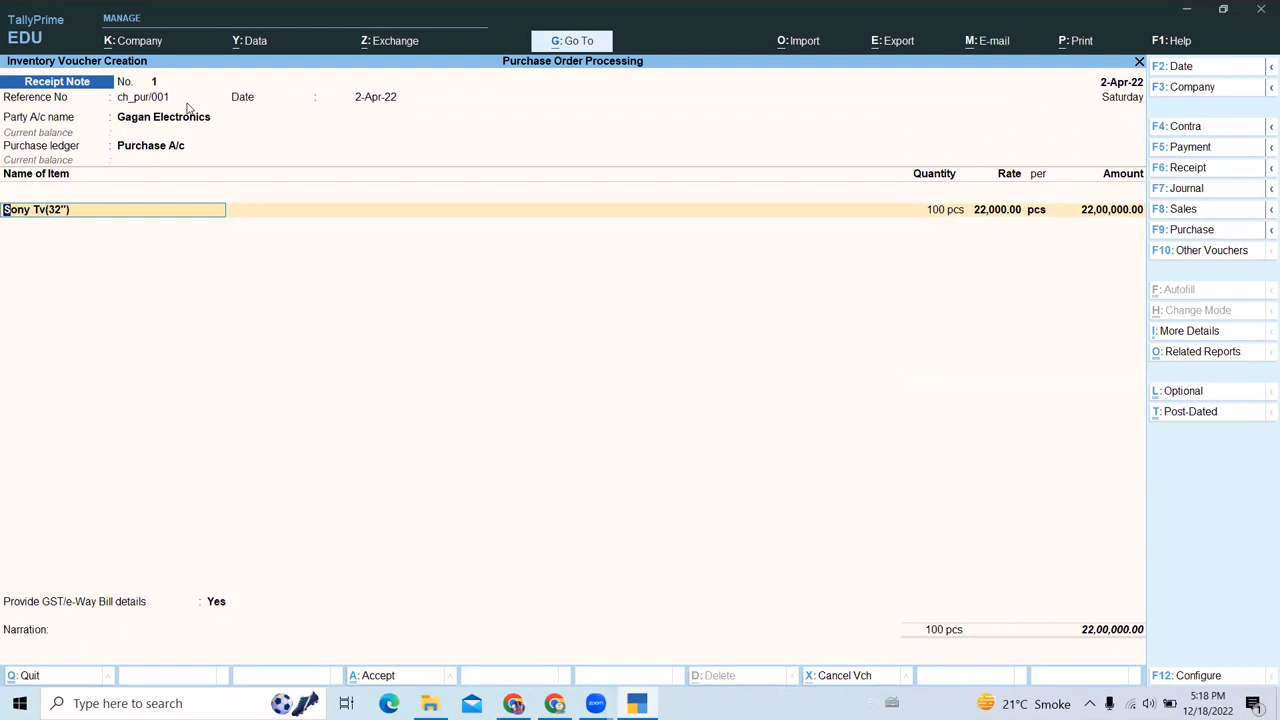 TallyPrime
EDU
MANAGE
K: Company
Y: Data
Z: Exchange
G: Go To
O: Import
E: Export
M: E-mail
P: Print
F1: Help
Inventory Voucher Creation
Purchase Order Processing
Receipt Note No. 1
2-Apr-22
Reference No : ch_pur/001 Date : 2-Apr-22
Saturday
Party A/c name : Gagan Electronics
Current balance :
Purchase ledger : Purchase A/c
Current balance :
Name of Item Quantity Rate per Amount
Sony Tv(32") 100 pcs 22,000.00 pcs 22,00,000.00
Provide GST/e-Way Bill details : Yes
Narration: 100 pcs 22,00,000.00
F2: Date
F3: Company
F4: Contra
F5: Payment
F6: Receipt
F7: Journal
F8: Sales
F9: Purchase
F10: Other Vouchers
F: Autofill
H: Change Mode
I: More Details
O: Related Reports
L: Optional
T: Post-Dated
Q: Quit
A: Accept
D: Delete
X: Cancel Vch
F12: Configure
Type here to search
zoom
21°C Smoke
EN
5:18 PM
12/18/2022
1